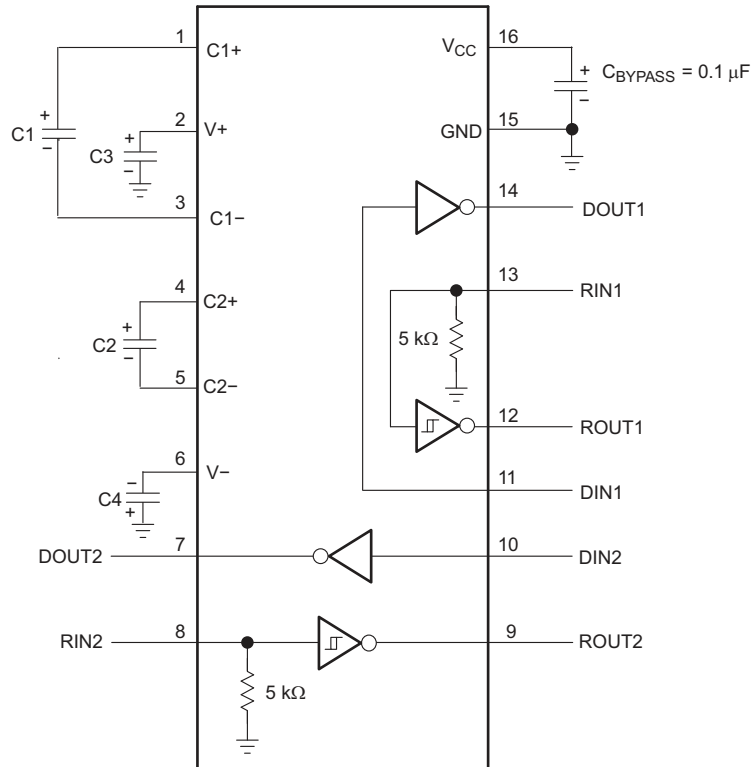 1
C1+
VCC
16
+
CBYPASS = 0.1 μF
−
+
C1
−
2
V+
+
C3
−
GND
15
3
C1−
14
DOUT1
13
RIN1
4
C2+
+
C2
−
5 kΩ
5
C2−
12
ROUT1
6
V−
−
C4
+
11
DIN1
DOUT2
7
10
DIN2
RIN2
8
9
ROUT2
5 kΩ